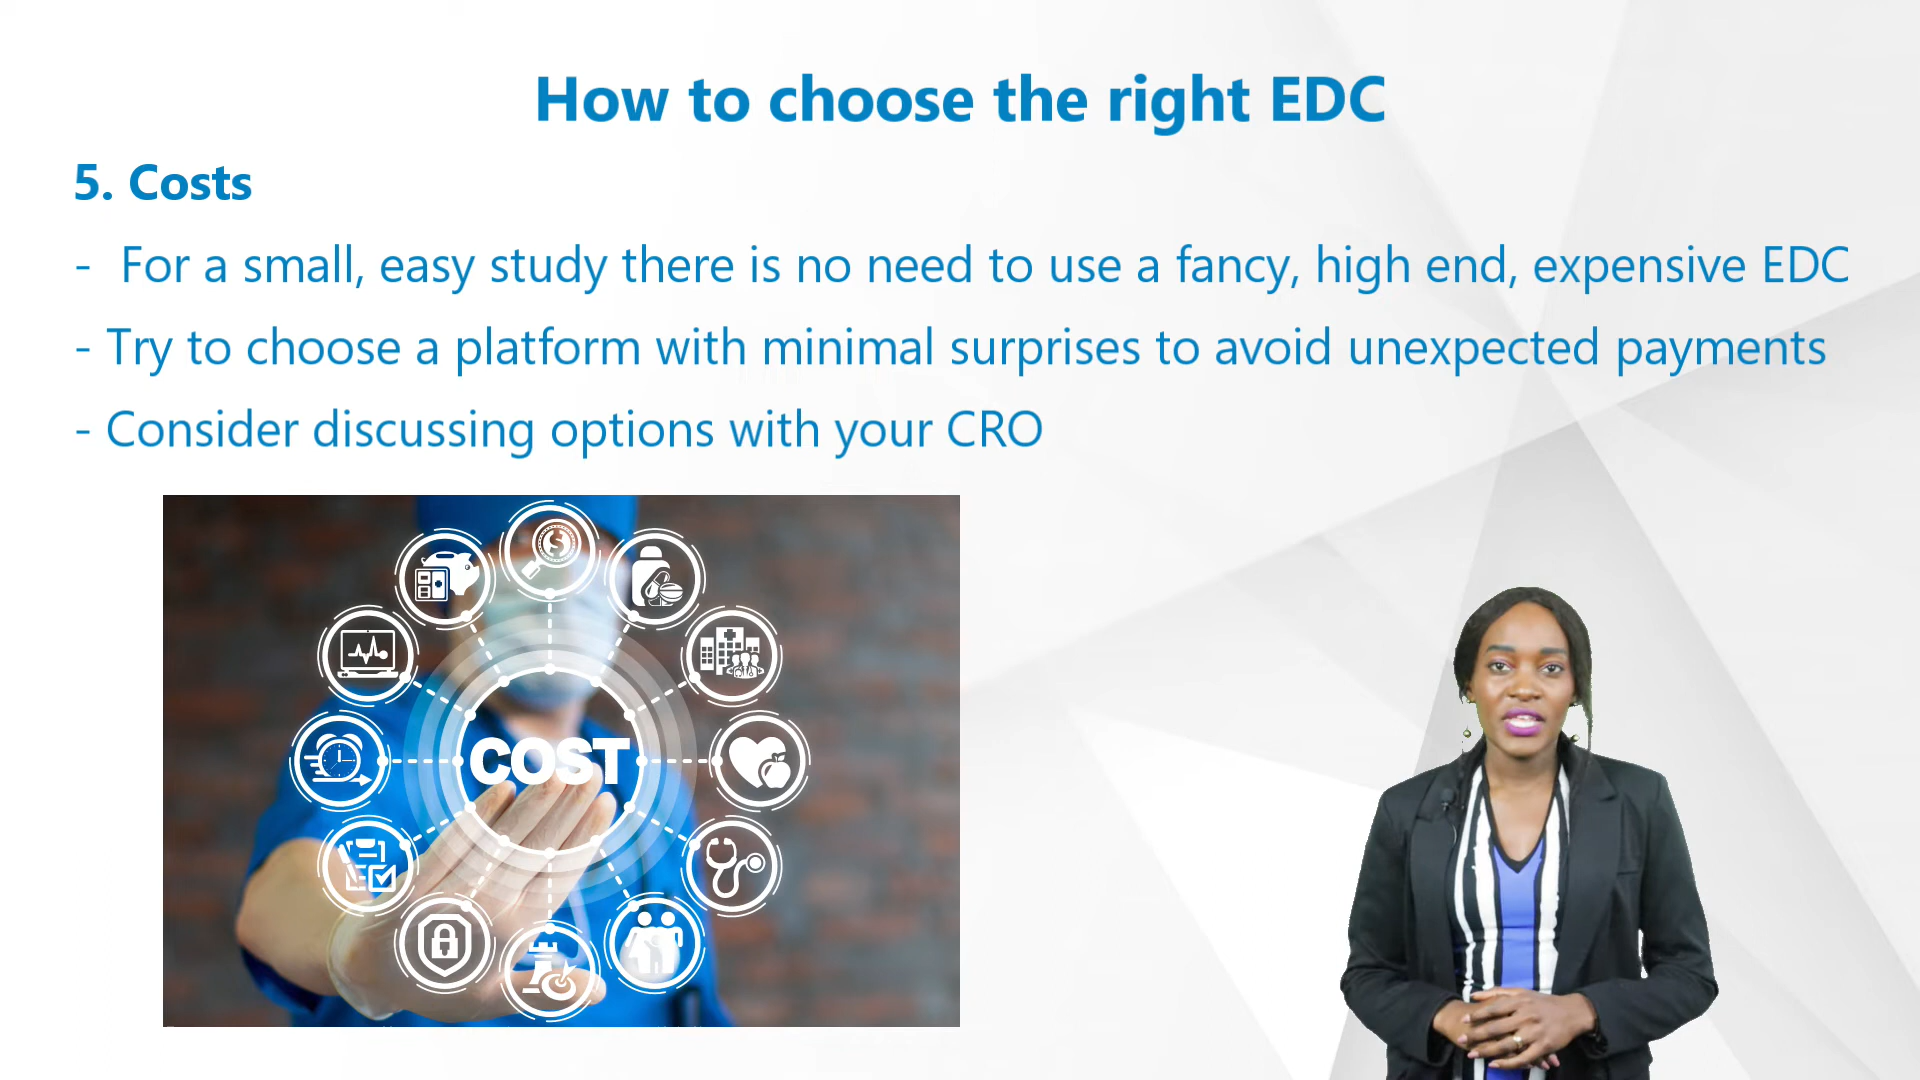 How to choose the right EDC
5. Costs
- For a small, easy study there is no need to use a fancy, high end, expensive EDC
- Try to choose a platform with minimal surprises to avoid unexpected payments
- Consider discussing options with your CRO
COST